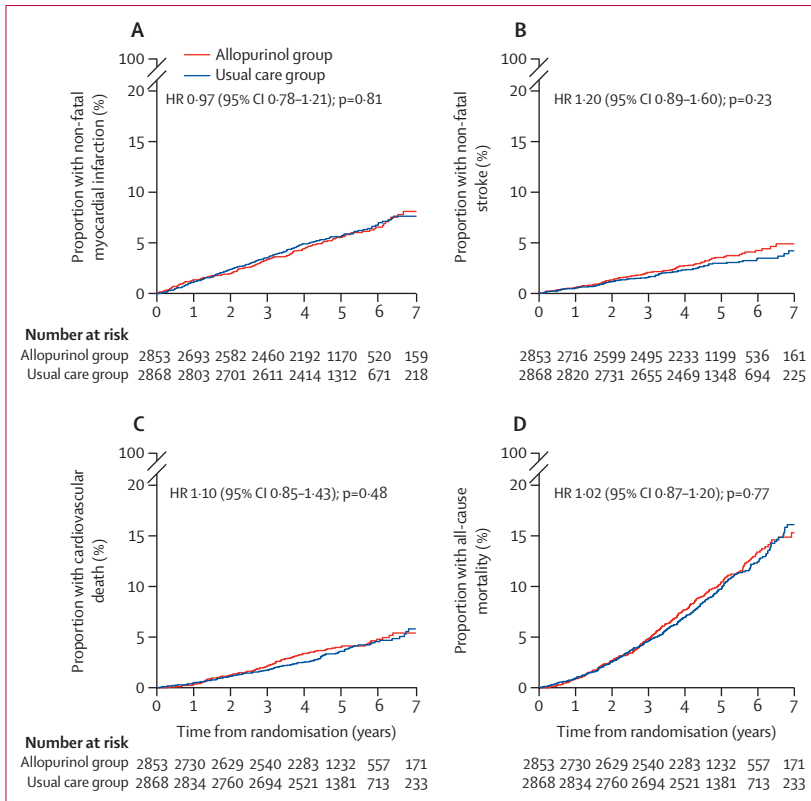 A
Allopurinol group
Usual care group
100
20
15
10
5
0
HR 0·97 (95% CI 0·78–1·21); p=0·81
Proportion with non-fatal
myocardial infarction (%)
0 1 2 3 4 5 6 7
Number at risk
Allopurinol group 2853 2693 2582 2460 2192 1170 520 159
Usual care group 2868 2803 2701 2611 2414 1312 671 218
B
100
20
15
10
5
0
HR 1·20 (95% CI 0·89–1·60); p=0·23
Proportion with non-fatal
stroke (%)
0 1 2 3 4 5 6 7
2853 2716 2599 2495 2233 1199 536 161
2868 2820 2731 2655 2469 1348 694 225
C
100
20
15
10
5
0
HR 1·10 (95% CI 0·85–1·43); p=0·48
Proportion with cardiovascular
death (%)
0 1 2 3 4 5 6 7
Time from randomisation (years)
Number at risk
Allopurinol group 2853 2730 2629 2540 2283 1232 557 171
Usual care group 2868 2834 2760 2694 2521 1381 713 233
D
100
20
15
10
5
0
HR 1·02 (95% CI 0·87–1·20); p=0·77
Proportion with all-cause
mortality (%)
0 1 2 3 4 5 6 7
Time from randomisation (years)
2853 2730 2629 2540 2283 1232 557 171
2868 2834 2760 2694 2521 1381 713 233